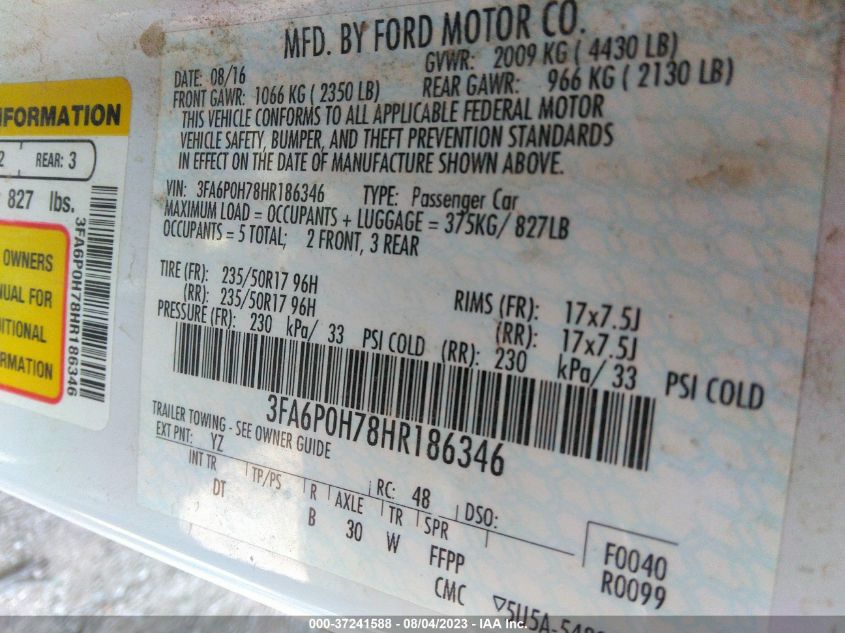 MFD. BY FORD MOTOR CO.
DATE: 08/16 GVWR: 2009 KG (4430 LB)
FRONT GAWR: 1066 KG (2350 LB) REAR GAWR: 966 KG (2130 LB)
THIS VEHICLE CONFORMS TO ALL APPLICABLE FEDERAL MOTOR
VEHICLE SAFETY, BUMPER, AND THEFT PREVENTION STANDARDS
IN EFFECT ON THE DATE OF MANUFACTURE SHOWN ABOVE.
VIN: 3FA6P0H78HR186346 TYPE: Passenger Car
MAXIMUM LOAD = OCCUPANTS + LUGGAGE = 375KG/ 827LB
OCCUPANTS = 5 TOTAL; 2 FRONT, 3 REAR
TIRE (FR): 235/50R17 96H RIMS (FR): 17x7.5J
(RR): 235/50R17 96H (RR): 17x7.5J
PRESSURE (FR): 230 kPa/ 33 PSI COLD (RR): 230 kPa/ 33 PSI COLD
3FA6P0H78HR186346
TRAILER TOWING - SEE OWNER GUIDE
EXT PNT: YZ RC: 48 DSO:
INT TR TP/PS R AXLE TR SPR
DT B 30 W FFPP
CMC
F0040
R0099
▽5U5A-
NFORMATION
2 REAR: 3
827 lbs.
3FA6P0H78HR186346
OWNERS
NUAL FOR
DITIONAL
ORMATION
---37241588 --- 08/04/2023 --- IAA Inc.